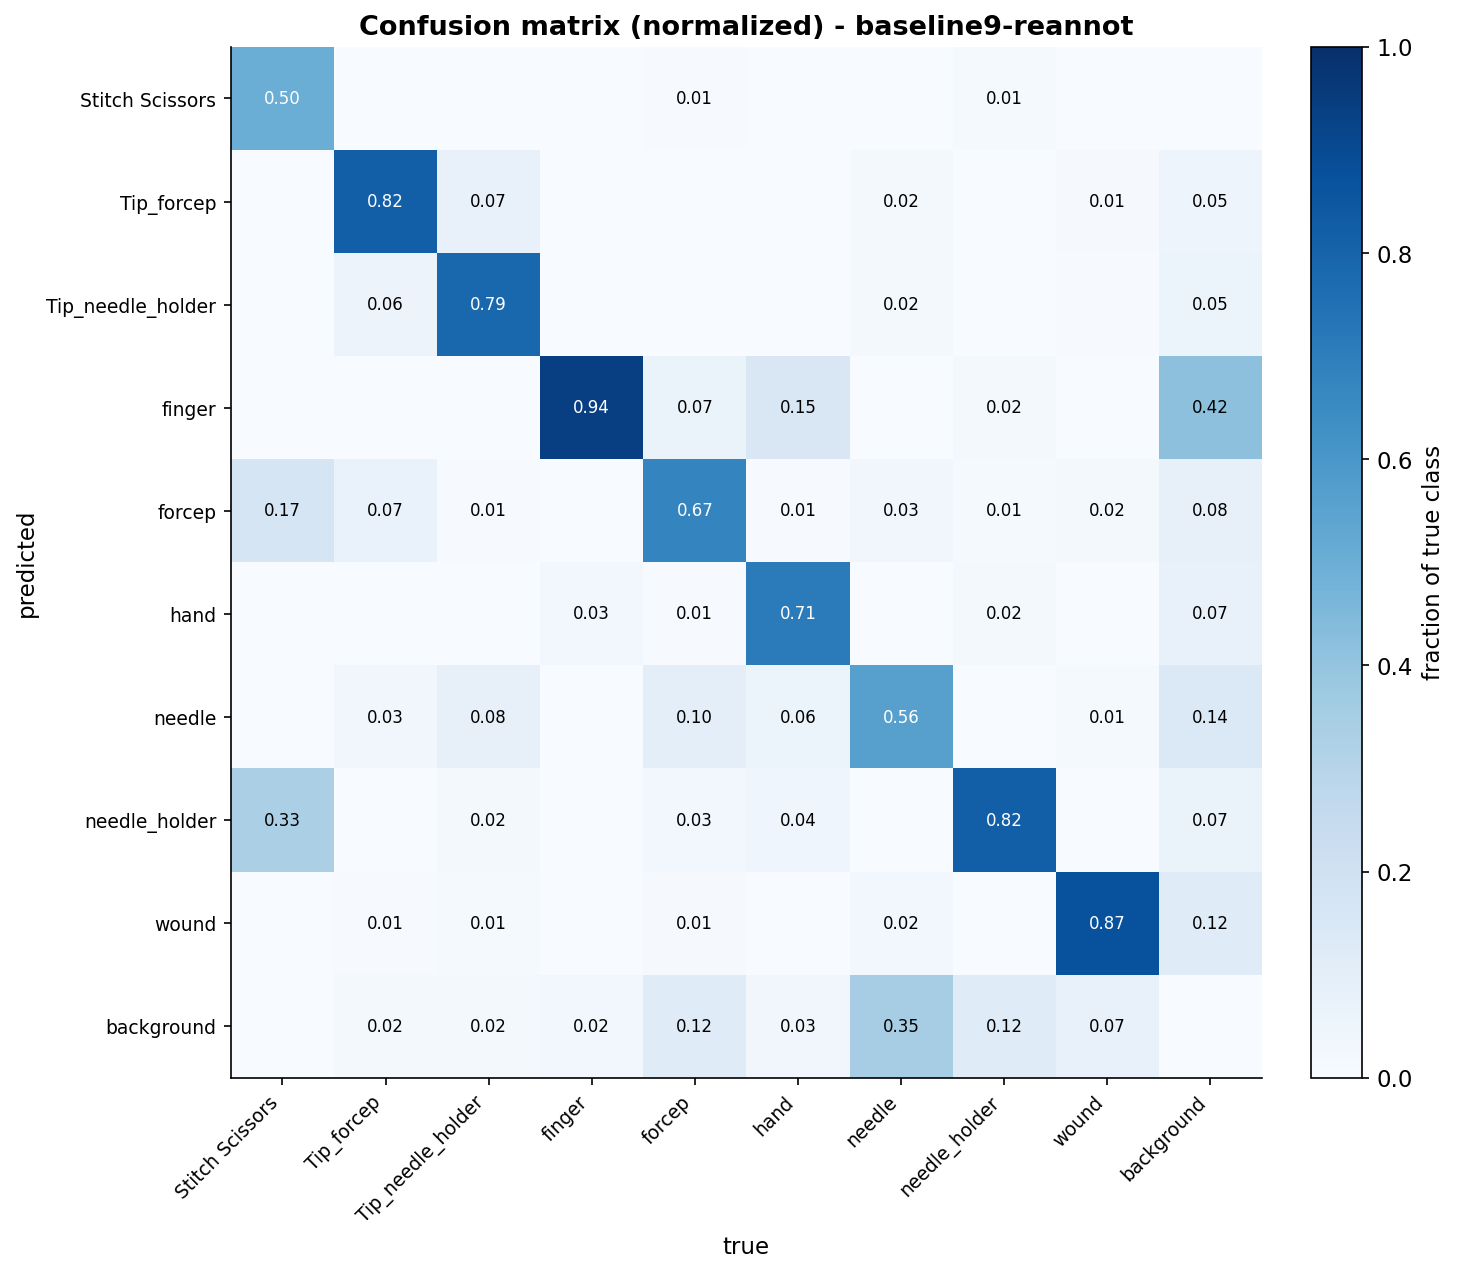 Confusion matrix (normalized) - baseline9-reannot
Stitch Scissors 0.50 0.01 0.01
Tip_forcep 0.82 0.07 0.02 0.01 0.05
Tip_needle_holder 0.06 0.79 0.02 0.05
finger 0.94 0.07 0.15 0.02 0.42
forcep 0.17 0.07 0.01 0.67 0.01 0.03 0.01 0.02 0.08
hand 0.03 0.01 0.71 0.02 0.07
needle 0.03 0.08 0.10 0.06 0.56 0.01 0.14
needle_holder 0.33 0.02 0.03 0.04 0.82 0.07
wound 0.01 0.01 0.01 0.02 0.87 0.12
background 0.02 0.02 0.02 0.12 0.03 0.35 0.12 0.07
Stitch Scissors Tip_forcep Tip_needle_holder finger forcep hand needle needle_holder wound background
true
predicted
1.0
0.8
0.6
0.4
0.2
0.0
fraction of true class